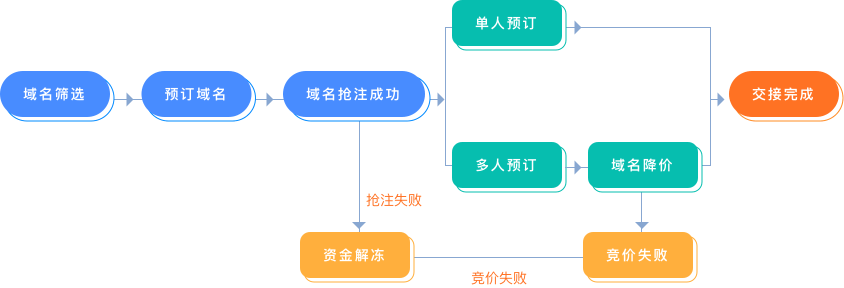 单人预订
域名筛选
预订域名
域名抢注成功
交接完成
多人预订
域名降价
抢注失败
资金解冻
竞价失败
竞价失败